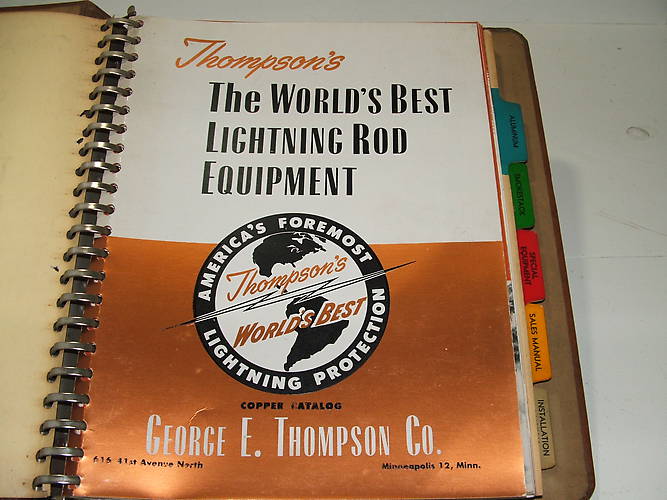 Thompson's
The World's Best
Lightning Rod
Equipment
AMERICA'S FOREMOST
Thompson's
WORLD'S BEST
LIGHTNING PROTECTION
COPPER CATALOG
George E. Thompson Co.
616 41st Avenue North
Minneapolis 12, Minn.
ALUMINUM
SMOKESTACK
SPECIAL
EQUIPMENT
SALES MANUAL
INSTALLATION